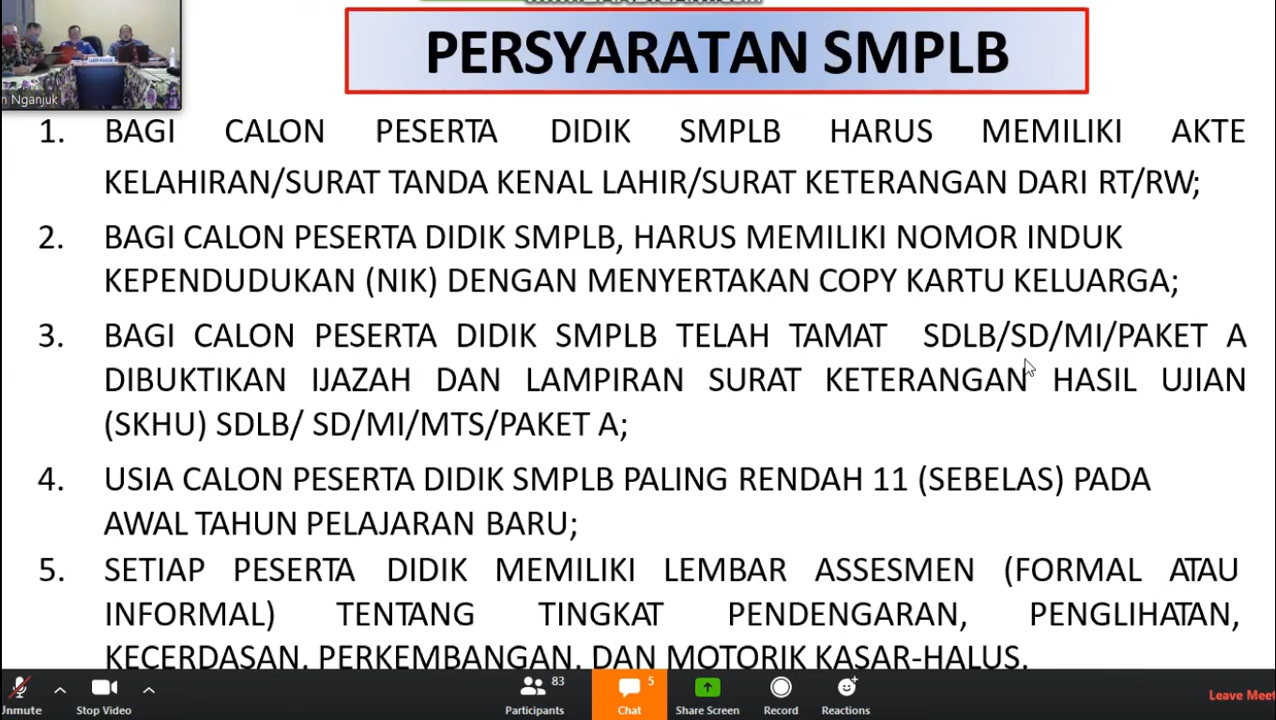 PERSYARATAN SMPLB
n Nganjuk
1. BAGI CALON PESERTA DIDIK SMPLB HARUS MEMILIKI AKTE
KELAHIRAN/SURAT TANDA KENAL LAHIR/SURAT KETERANGAN DARI RT/RW;
2. BAGI CALON PESERTA DIDIK SMPLB, HARUS MEMILIKI NOMOR INDUK
KEPENDUDUKAN (NIK) DENGAN MENYERTAKAN COPY KARTU KELUARGA;
3. BAGI CALON PESERTA DIDIK SMPLB TELAH TAMAT SDLB/SD/MI/PAKET A
DIBUKTIKAN IJAZAH DAN LAMPIRAN SURAT KETERANGAN HASIL UJIAN
(SKHU) SDLB/ SD/MI/MTS/PAKET A;
4. USIA CALON PESERTA DIDIK SMPLB PALING RENDAH 11 (SEBELAS) PADA
AWAL TAHUN PELAJARAN BARU;
5. SETIAP PESERTA DIDIK MEMILIKI LEMBAR ASSESMEN (FORMAL ATAU
INFORMAL) TENTANG TINGKAT PENDENGARAN, PENGLIHATAN,
KECERDASAN, PERKEMBANGAN, DAN MOTORIK KASAR-HALUS.
Unmute
Stop Video
83
Participants
5
Chat
Share Screen
Record
Reactions
Leave Meet